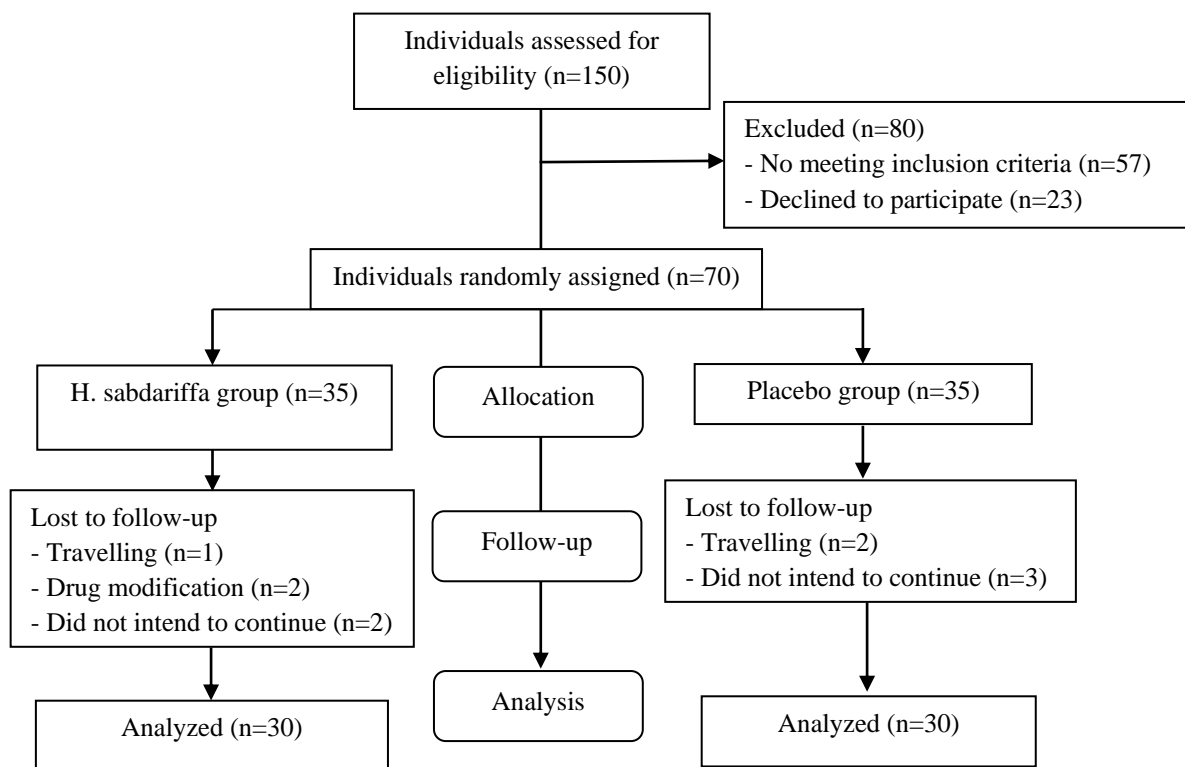 Individuals assessed for
eligibility (n=150)
Excluded (n=80)
- No meeting inclusion criteria (n=57)
- Declined to participate (n=23)
Individuals randomly assigned (n=70)
H. sabdariffa group (n=35)
Allocation
Placebo group (n=35)
Lost to follow-up
- Travelling (n=1)
- Drug modification (n=2)
- Did not intend to continue (n=2)
Follow-up
Lost to follow-up
- Travelling (n=2)
- Did not intend to continue (n=3)
Analyzed (n=30)
Analysis
Analyzed (n=30)